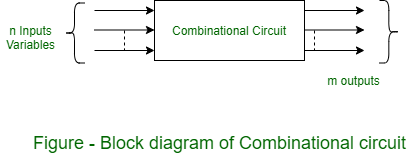 n Inputs
Variables
Combinational Circuit
m outputs
Figure - Block diagram of Combinational circuit